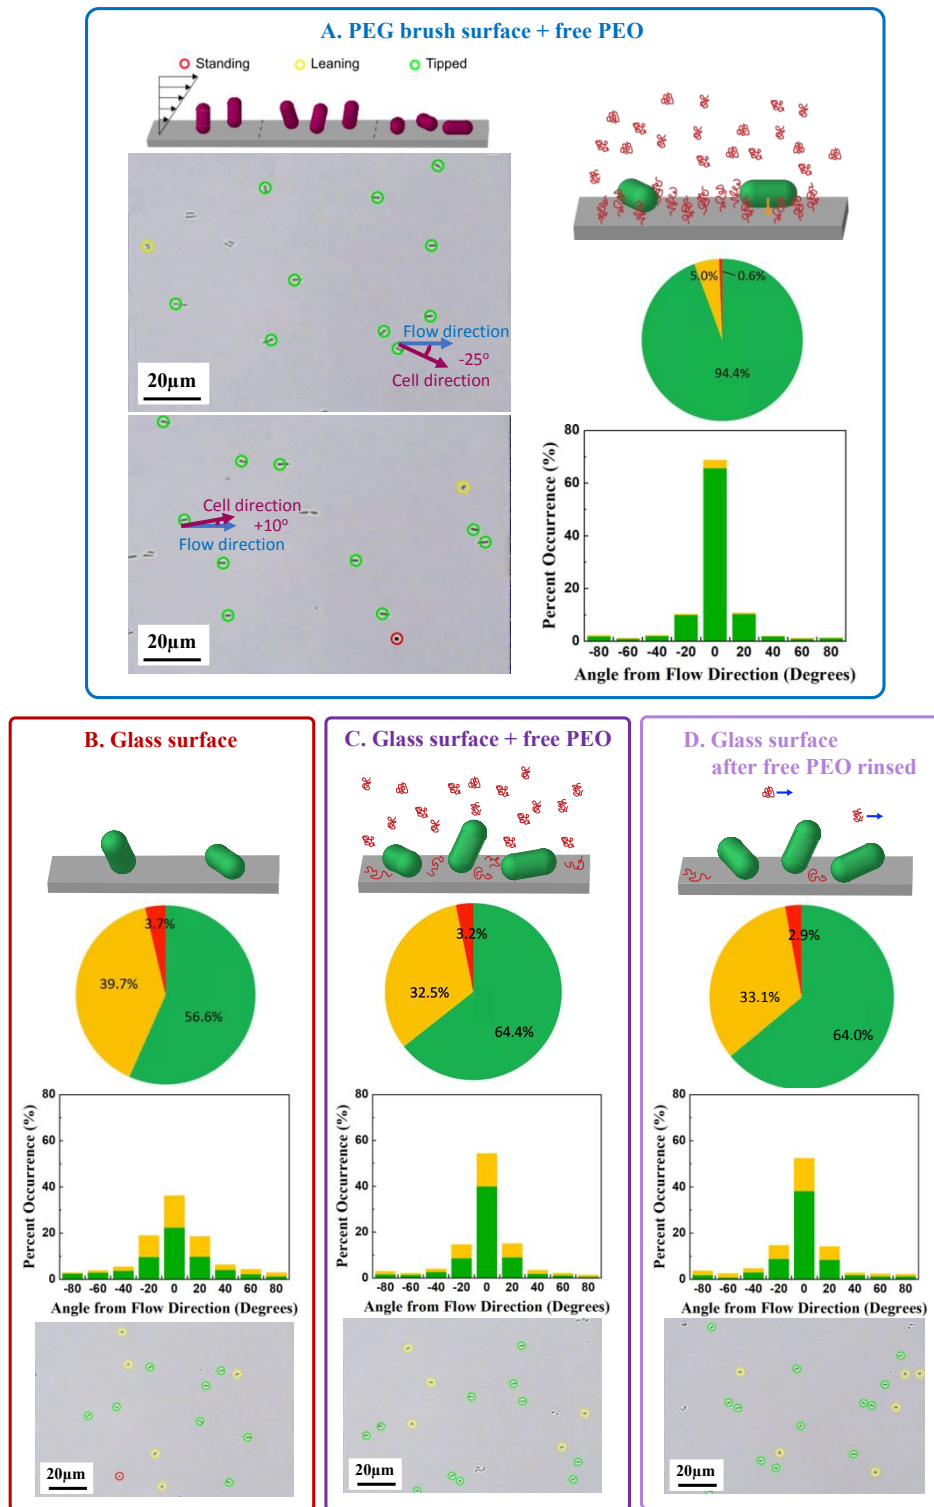 A. PEG brush surface + free PEO
Standing
Leaning
Tipped
Flow direction
-25°
Cell direction
20μm
Cell direction
+10°
Flow direction
20μm
5.0%
0.6%
94.4%
Percent Occurrence (%)
80
60
40
20
0
-80 -60 -40 -20 0 20 40 60 80
Angle from Flow Direction (Degrees)
B. Glass surface
3.7%
39.7%
56.6%
Percent Occurrence (%)
80
60
40
20
0
-80 -60 -40 -20 0 20 40 60 80
Angle from Flow Direction (Degrees)
20μm
C. Glass surface + free PEO
3.2%
32.5%
64.4%
Percent Occurrence (%)
80
60
40
20
0
-80 -60 -40 -20 0 20 40 60 80
Angle from Flow Direction (Degrees)
20μm
D. Glass surface
after free PEO rinsed
2.9%
33.1%
64.0%
Percent Occurrence (%)
80
60
40
20
0
-80 -60 -40 -20 0 20 40 60 80
Angle from Flow Direction (Degrees)
20μm